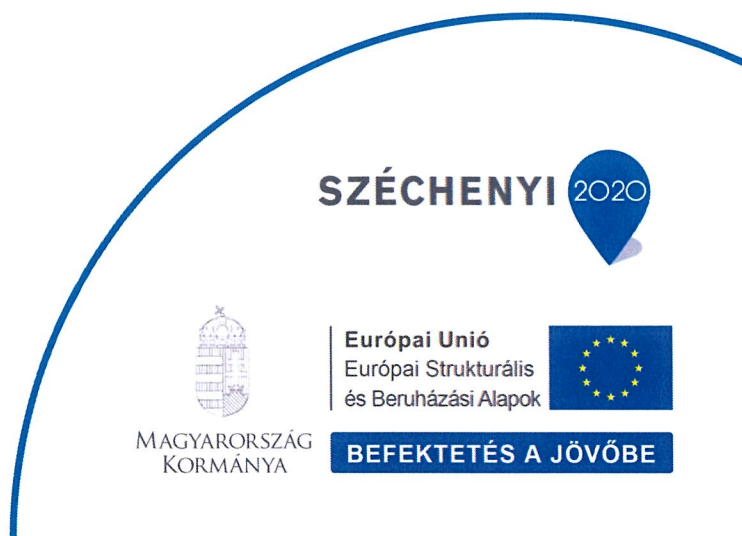 SZÉCHENYI 2020
Európai Unió
Európai Strukturális
és Beruházási Alapok
MAGYARORSZÁG
KORMÁNYA
BEFEKTETÉS A JÖVŐBE